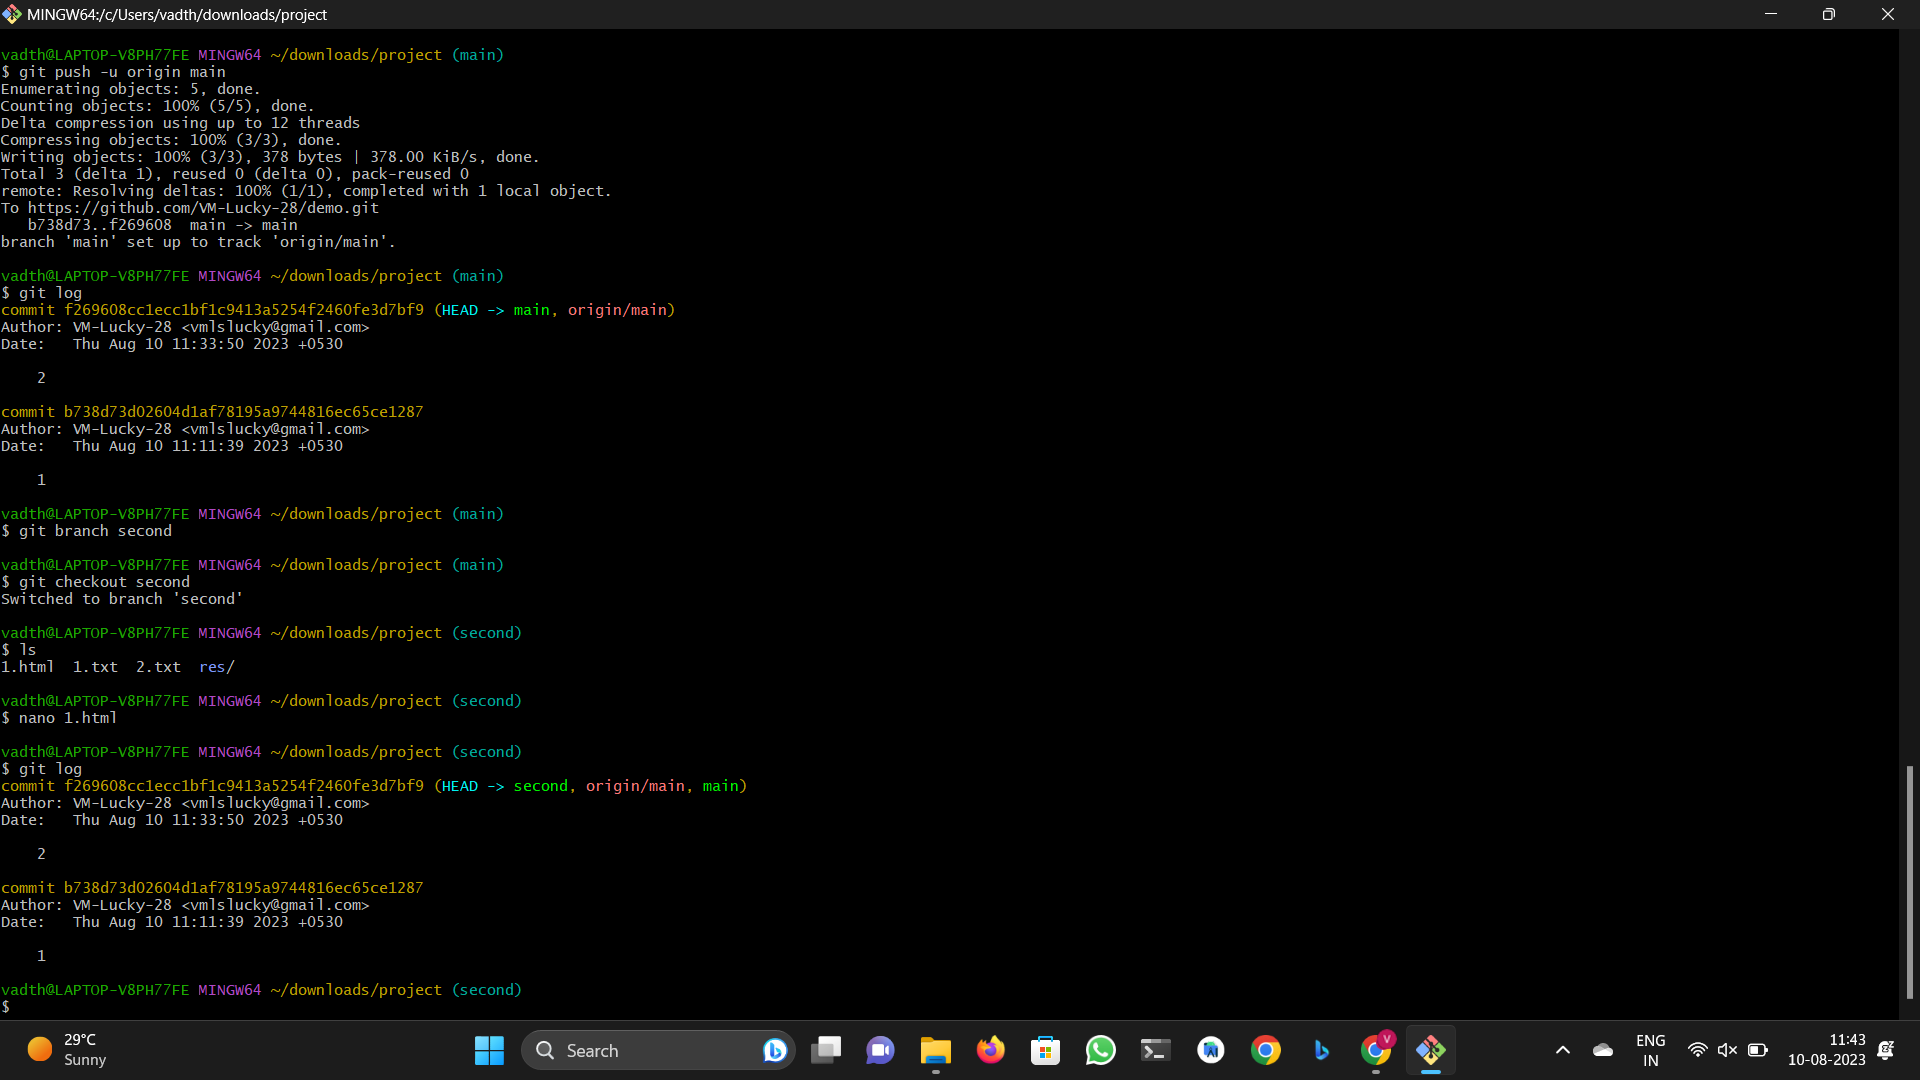 MINGW64:/c/Users/vadth/downloads/project
vadth@LAPTOP-V8PH77FE MINGW64 ~/downloads/project (main)
$ git push -u origin main
Enumerating objects: 5, done.
Counting objects: 100% (5/5), done.
Delta compression using up to 12 threads
Compressing objects: 100% (3/3), done.
Writing objects: 100% (3/3), 378 bytes | 378.00 KiB/s, done.
Total 3 (delta 1), reused 0 (delta 0), pack-reused 0
remote: Resolving deltas: 100% (1/1), completed with 1 local object.
To https://github.com/VM-Lucky-28/demo.git
   b738d73..f269608  main -> main
branch 'main' set up to track 'origin/main'.
vadth@LAPTOP-V8PH77FE MINGW64 ~/downloads/project (main)
$ git log
commit f269608cc1ecc1bf1c9413a5254f2460fe3d7bf9 (HEAD -> main, origin/main)
Author: VM-Lucky-28 <vmlslucky@gmail.com>
Date:   Thu Aug 10 11:33:50 2023 +0530
    2
commit b738d73d02604d1af78195a9744816ec65ce1287
Author: VM-Lucky-28 <vmlslucky@gmail.com>
Date:   Thu Aug 10 11:11:39 2023 +0530
    1
vadth@LAPTOP-V8PH77FE MINGW64 ~/downloads/project (main)
$ git branch second
vadth@LAPTOP-V8PH77FE MINGW64 ~/downloads/project (main)
$ git checkout second
Switched to branch 'second'
vadth@LAPTOP-V8PH77FE MINGW64 ~/downloads/project (second)
$ ls
1.html  1.txt  2.txt  res/
vadth@LAPTOP-V8PH77FE MINGW64 ~/downloads/project (second)
$ nano 1.html
vadth@LAPTOP-V8PH77FE MINGW64 ~/downloads/project (second)
$ git log
commit f269608cc1ecc1bf1c9413a5254f2460fe3d7bf9 (HEAD -> second, origin/main, main)
Author: VM-Lucky-28 <vmlslucky@gmail.com>
Date:   Thu Aug 10 11:33:50 2023 +0530
    2
commit b738d73d02604d1af78195a9744816ec65ce1287
Author: VM-Lucky-28 <vmlslucky@gmail.com>
Date:   Thu Aug 10 11:11:39 2023 +0530
    1
vadth@LAPTOP-V8PH77FE MINGW64 ~/downloads/project (second)
$
29°C
Sunny
Search
V
ENG
IN
11:43
10-08-2023